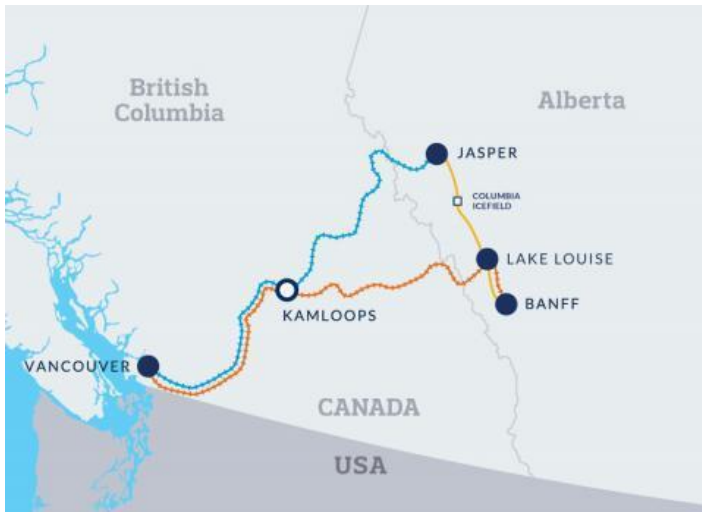 British
Columbia
Alberta
JASPER
COLUMBIA
ICEFIELD
LAKE LOUISE
KAMLOOPS
BANFF
VANCOUVER
CANADA
USA